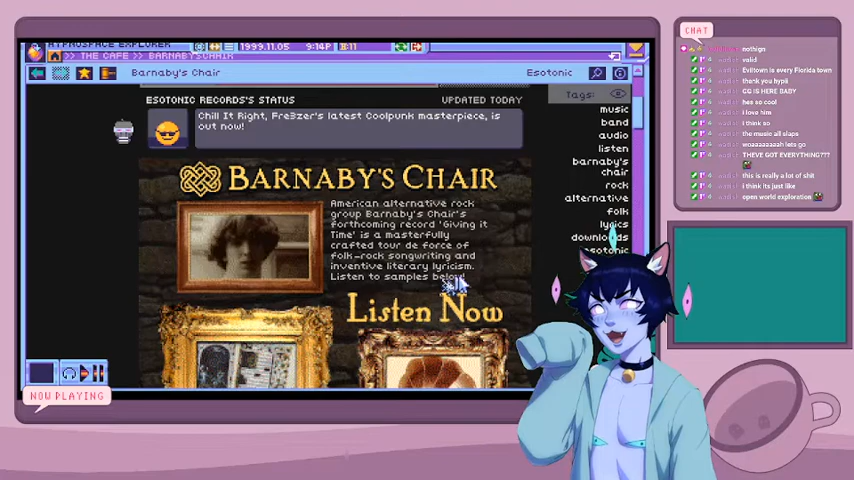 HYPNOSPACE EXPLORER
1999.11.05 9:14P
>> THE CAFE >> BARNABYSCHAIR
Barnaby's Chair
Esotonic
ESOTONIC RECORDS'S STATUS
UPDATED TODAY
Chill It Right, Fre3zer's latest Coolpunk masterpiece, is
out now!
BARNABY'S CHAIR
American alternative rock
group Barnaby's Chair's
forthcoming record 'Giving it
Time' is a masterfully
crafted tour de force of
folk-rock songwriting and
inventive literary lyricism.
Listen to samples below!
Listen Now
Tags:
music
band
audio
listen
barnaby's
chair
rock
alternative
folk
lyrics
downloads
esotonic
NOW PLAYING
CHAT
nothign
valid
Eviltown is every Florida town
thank you hypii
GG IS HERE BABY
hes so cool
i love him
i think so
the music all slaps
woaaaaaaah lets go
THEVE GOT EVERYTHING???
this is really a lot of shit
i think its just like
open world exploration